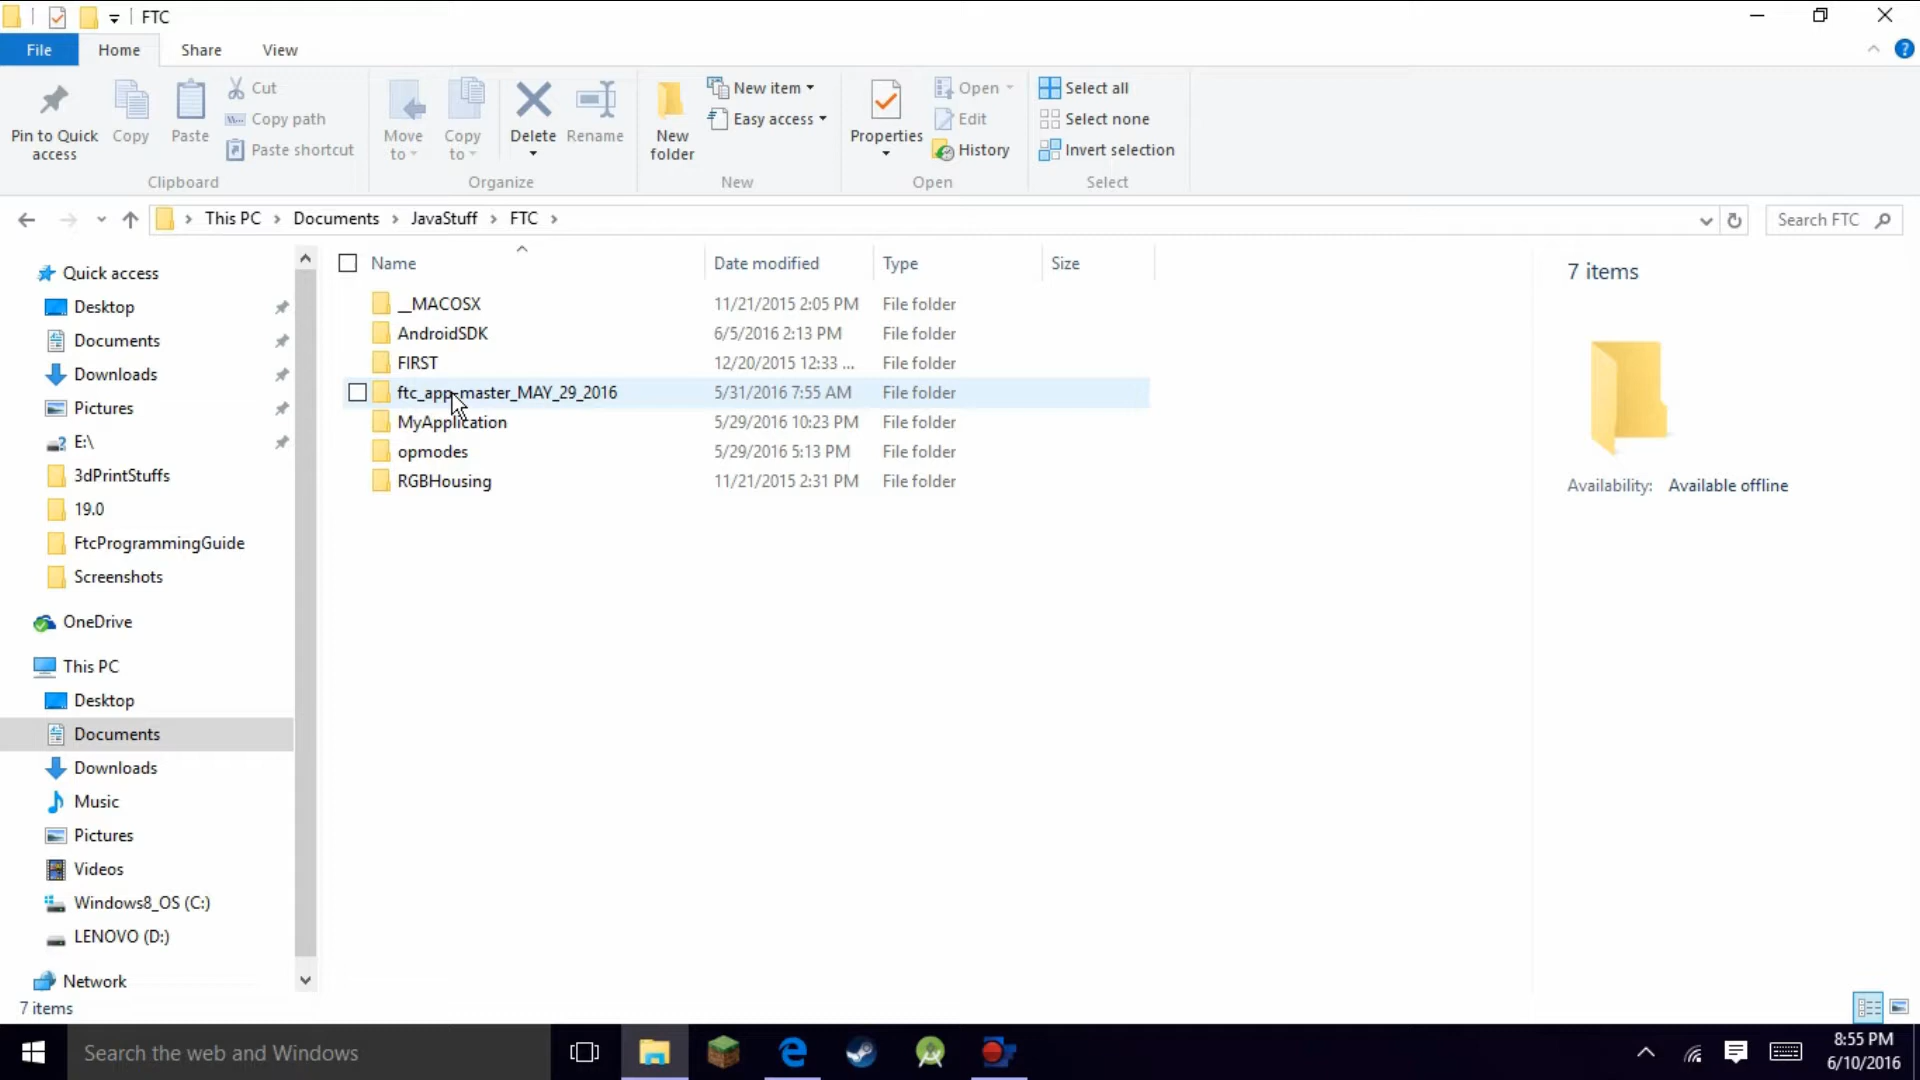 FTC
File Home Share View
Pin to Quick access
Copy
Paste
Cut
Copy path
Paste shortcut
Clipboard
Move to
Copy to
Delete
Rename
Organize
New folder
New item
Easy access
New
Properties
Open
Edit
History
Open
Select all
Select none
Invert selection
Select
This PC > Documents > JavaStuff > FTC >
Search FTC
Quick access
Desktop
Documents
Downloads
Pictures
E:\
3dPrintStuffs
19.0
FtcProgrammingGuide
Screenshots
OneDrive
This PC
Desktop
Documents
Downloads
Music
Pictures
Videos
Windows8_OS (C:)
LENOVO (D:)
Network
Name Date modified Type Size
__MACOSX 11/21/2015 2:05 PM File folder
AndroidSDK 6/5/2016 2:13 PM File folder
FIRST 12/20/2015 12:33 ... File folder
ftc_app-master_MAY_29_2016 5/31/2016 7:55 AM File folder
MyApplication 5/29/2016 10:23 PM File folder
opmodes 5/29/2016 5:13 PM File folder
RGBHousing 11/21/2015 2:31 PM File folder
7 items
Availability: Available offline
7 items
Search the web and Windows
8:55 PM
6/10/2016